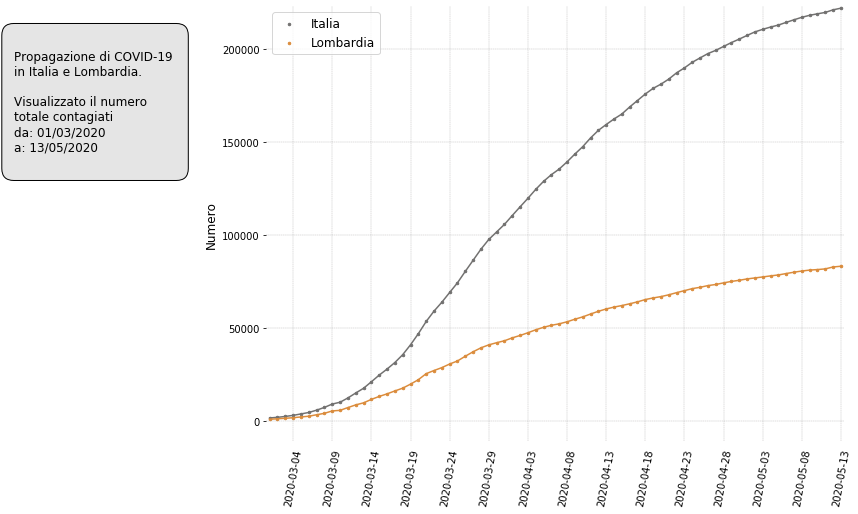 Propagazione di COVID-19
in Italia e Lombardia.
Visualizzato il numero
totale contagiati
da: 01/03/2020
a: 13/05/2020
Italia
Lombardia
Numero
200000
150000
100000
50000
0
2020-03-04
2020-03-09
2020-03-14
2020-03-19
2020-03-24
2020-03-29
2020-04-03
2020-04-08
2020-04-13
2020-04-18
2020-04-23
2020-04-28
2020-05-03
2020-05-08
2020-05-13